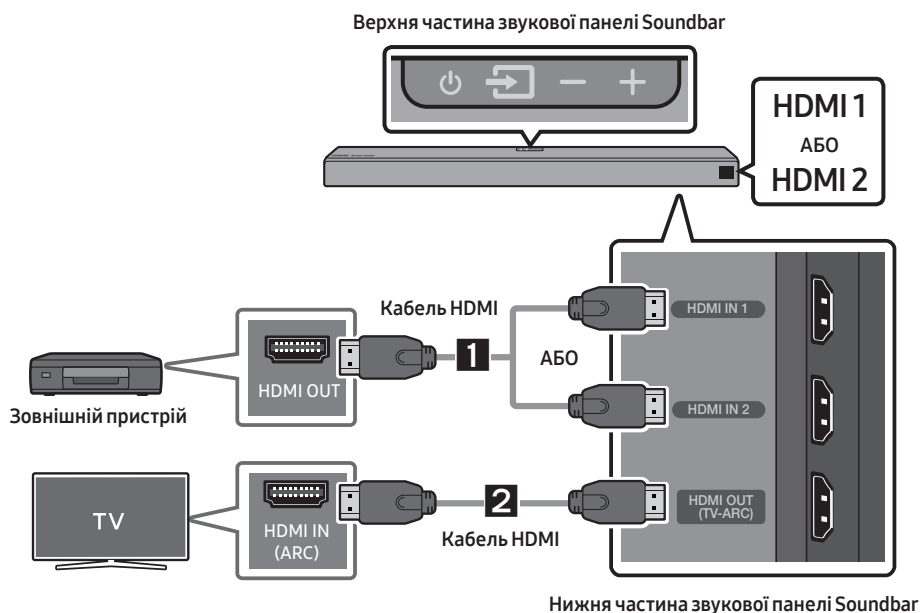 Верхня частина звукової панелі Soundbar
HDMI 1
АБО
HDMI 2
Кабель HDMI
HDMI IN 1
1
АБО
HDMI OUT
HDMI IN 2
Зовнішній пристрій
TV
HDMI IN
(ARC)
2
HDMI OUT
(TV-ARC)
Кабель HDMI
Нижня частина звукової панелі Soundbar